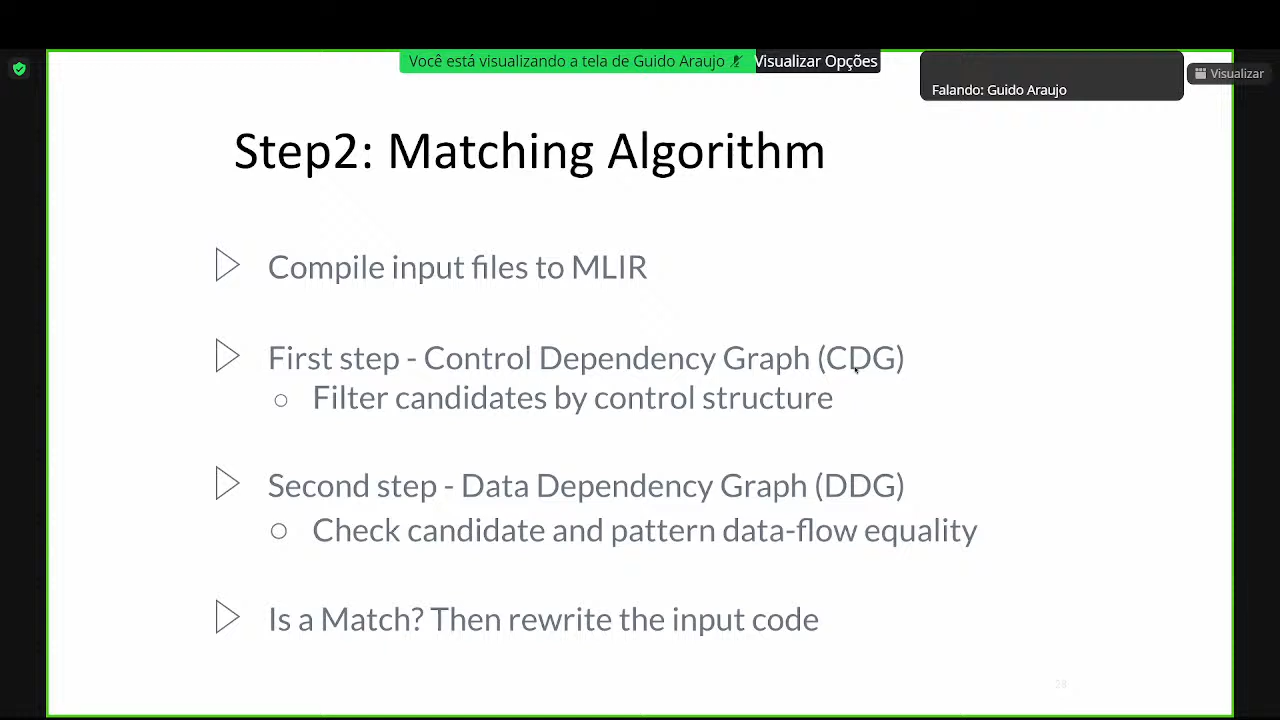 Você está visualizando a tela de Guido Araujo
Visualizar Opções
Falando: Guido Araujo
Visualizar
Step2: Matching Algorithm
Compile input files to MLIR
First step - Control Dependency Graph (CDG)
Filter candidates by control structure
Second step - Data Dependency Graph (DDG)
Check candidate and pattern data-flow equality
Is a Match? Then rewrite the input code
28